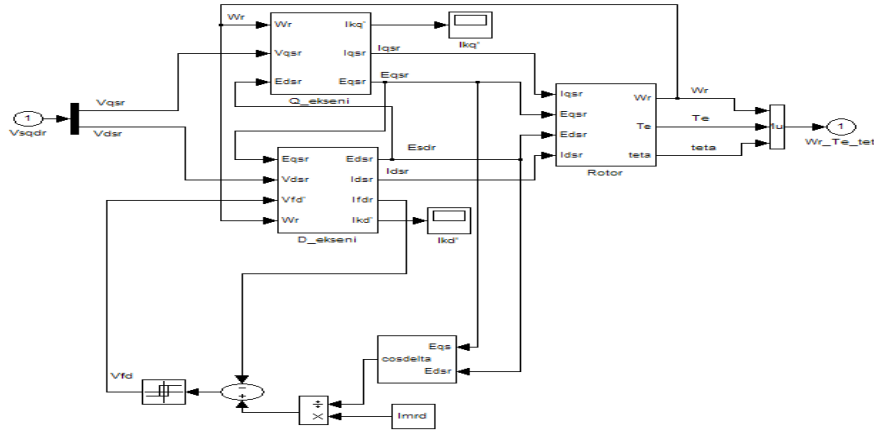 Wr
Wr
Ikq'
Vqsr
Iqsr
Edsr
Eqsr
Q_ekseni
Ikq'
Iqsr
Eqsr
1
Vsqdr
Vqsr
Vdsr
Eqsr
Edsr
Vdsr
Idsr
Vfd'
Ifdr
Wr
Ikd'
D_ekseni
Esdr
Idsr
Ikd'
Iqsr
Wr
Eqsr
Edsr
Te
Idsr
teta
Rotor
Wr
Te
teta
1
Wr_Te_tet
Eqs
cosdelta
Edsr
Vfd
−
+
÷
×
Imrd